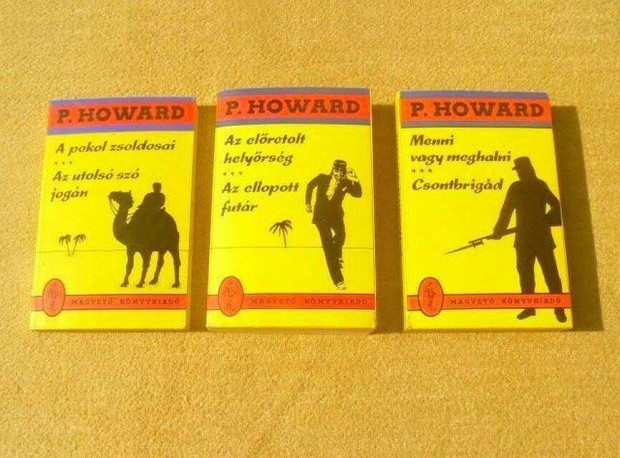 P. HOWARD
A pokol zsoldosai
***
Az utolsó szó
jogán
MAGVETŐ KÖNYVKIADÓ
P. HOWARD
Az előretolt
helyőrség
***
Az ellopott
futár
MAGVETŐ KÖNYVKIADÓ
P. HOWARD
Menni
vagy meghalni
***
Csontbrigád
MAGVETŐ KÖNYVKIADÓ